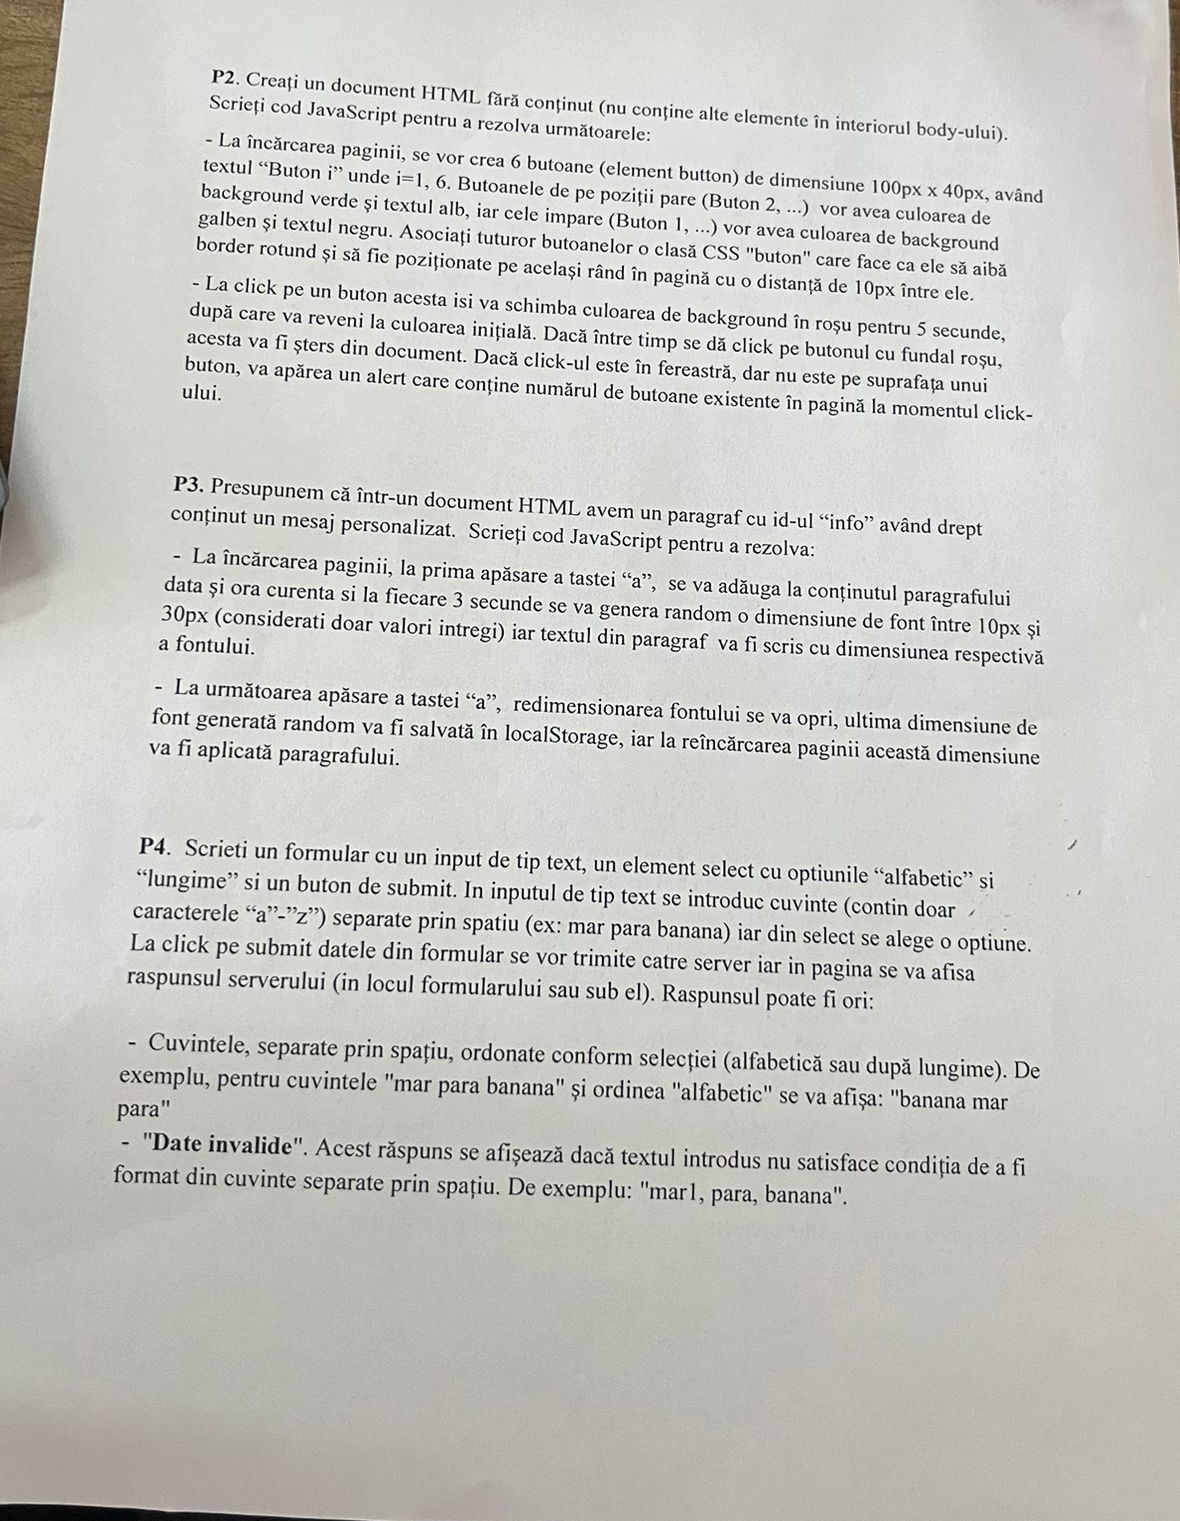 P2. Creați un document HTML fără conținut (nu conține alte elemente în interiorul body-ului).
Scrieți cod JavaScript pentru a rezolva următoarele:
- La încărcarea paginii, se vor crea 6 butoane (element button) de dimensiune 100px x 40px, având
textul “Buton i” unde i=1, 6. Butoanele de pe poziții pare (Buton 2, ...) vor avea culoarea de
background verde și textul alb, iar cele impare (Buton 1, ...) vor avea culoarea de background
galben și textul negru. Asociați tuturor butoanelor o clasă CSS "buton" care face ca ele să aibă
border rotund și să fie poziționate pe același rând în pagină cu o distanță de 10px între ele.
- La click pe un buton acesta isi va schimba culoarea de background în roșu pentru 5 secunde,
după care va reveni la culoarea inițială. Dacă între timp se dă click pe butonul cu fundal roșu,
acesta va fi șters din document. Dacă click-ul este în fereastră, dar nu este pe suprafața unui
buton, va apărea un alert care conține numărul de butoane existente în pagină la momentul click-
ului.
P3. Presupunem că într-un document HTML avem un paragraf cu id-ul “info” având drept
conținut un mesaj personalizat. Scrieți cod JavaScript pentru a rezolva:
- La încărcarea paginii, la prima apăsare a tastei “a”, se va adăuga la conținutul paragrafului
data și ora curenta si la fiecare 3 secunde se va genera random o dimensiune de font între 10px și
30px (considerati doar valori intregi) iar textul din paragraf va fi scris cu dimensiunea respectivă
a fontului.
- La următoarea apăsare a tastei “a”, redimensionarea fontului se va opri, ultima dimensiune de
font generată random va fi salvată în localStorage, iar la reîncărcarea paginii această dimensiune
va fi aplicată paragrafului.
P4. Scrieti un formular cu un input de tip text, un element select cu optiunile “alfabetic” si
“lungime” si un buton de submit. In inputul de tip text se introduc cuvinte (contin doar
caracterele “a”-”z”) separate prin spatiu (ex: mar para banana) iar din select se alege o optiune.
La click pe submit datele din formular se vor trimite catre server iar in pagina se va afisa
raspunsul serverului (in locul formularului sau sub el). Raspunsul poate fi ori:
- Cuvintele, separate prin spațiu, ordonate conform selecției (alfabetică sau după lungime). De
exemplu, pentru cuvintele "mar para banana" și ordinea "alfabetic" se va afișa: "banana mar
para"
- "Date invalide". Acest răspuns se afișează dacă textul introdus nu satisface condiția de a fi
format din cuvinte separate prin spațiu. De exemplu: "mar1, para, banana".